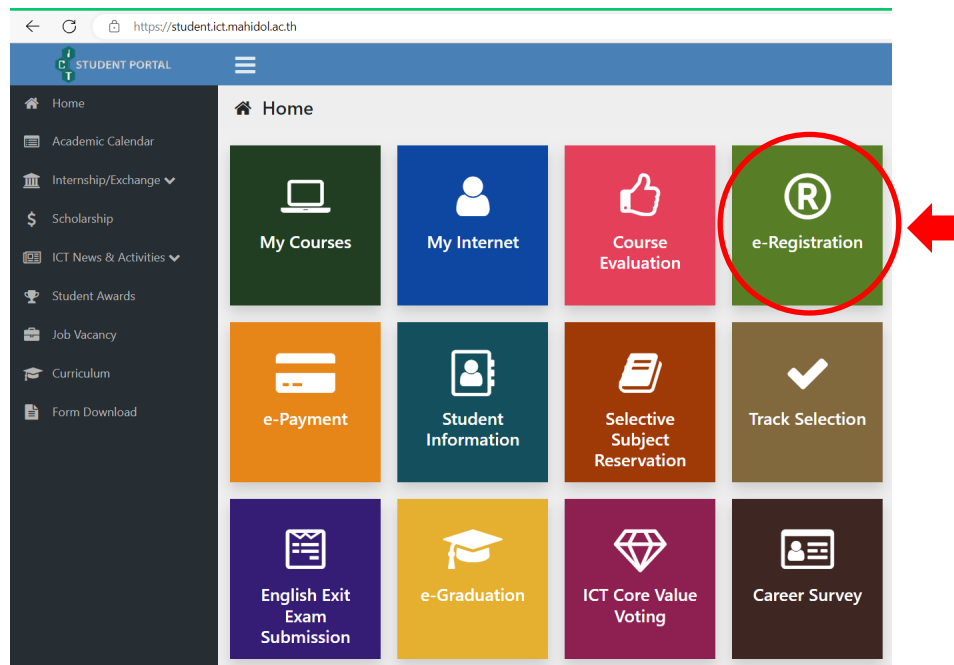 https://student.ict.mahidol.ac.th
ICT STUDENT PORTAL
Home
Academic Calendar
Internship/Exchange
Scholarship
ICT News & Activities
Student Awards
Job Vacancy
Curriculum
Form Download
Home
My Courses
My Internet
Course
Evaluation
R
e-Registration
e-Payment
Student
Information
Selective
Subject
Reservation
Track Selection
English Exit
Exam
Submission
e-Graduation
ICT Core Value
Voting
Career Survey